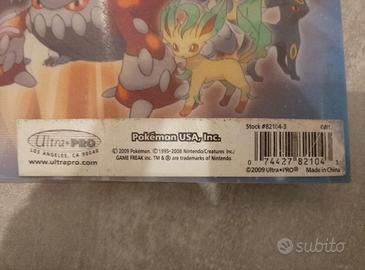 Stock #82104-3
Pokémon USA, Inc.
Ultra•PRO
LOS ANGELES, CA 90040
www.ultrapro.com
© 2009 Pokémon. © 1995-2008 Nintendo/Creatures Inc./
GAME FREAK inc. ™ & ® are trademarks of Nintendo.
0 74427 82104
©2009 Ultra•PRO® Made in China
subito